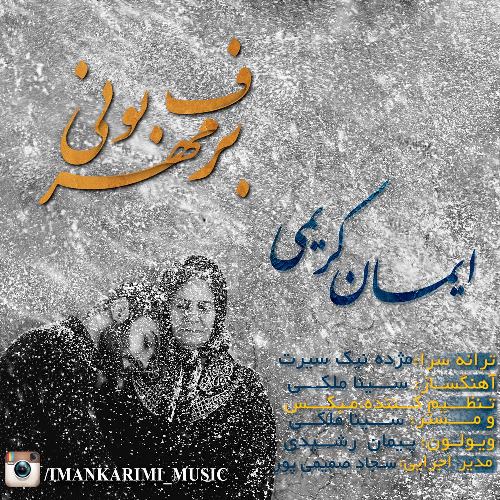 برف
مهربونی
ایمان کریمی
ترانه سرا: مژده نیک سیرت
آهنگساز: سینا ملکی
تنظیم کننده، میکس
و مستر: سینا ملکی
ویولون: پیمان رشیدی
مدیر اجرایی: سجاد صمیمی پور
/IMANKARIMI_MUSIC